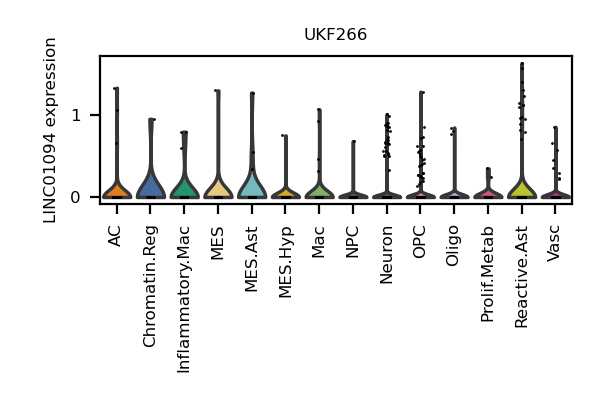 UKF266
LINC01094 expression
1
0
AC
Chromatin.Reg
Inflammatory.Mac
MES
MES.Ast
MES.Hyp
Mac
NPC
Neuron
OPC
Oligo
Prolif.Metab
Reactive.Ast
Vasc